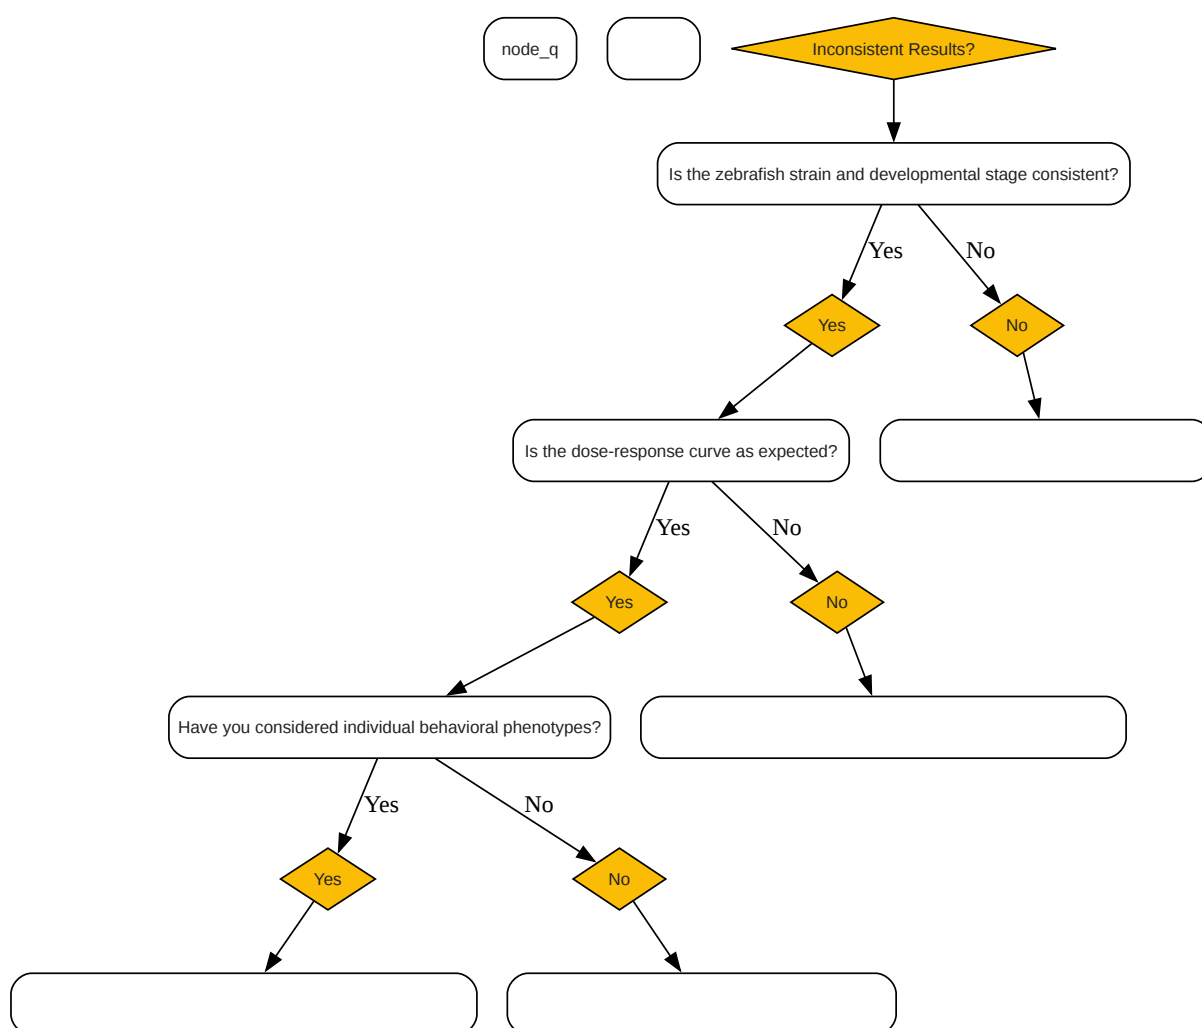 node_q
Inconsistent Results?
Is the zebrafish strain and developmental stage consistent?
Yes
No
Yes
No
Is the dose-response curve as expected?
Yes
No
Yes
No
Have you considered individual behavioral phenotypes?
Yes
No
Yes
No